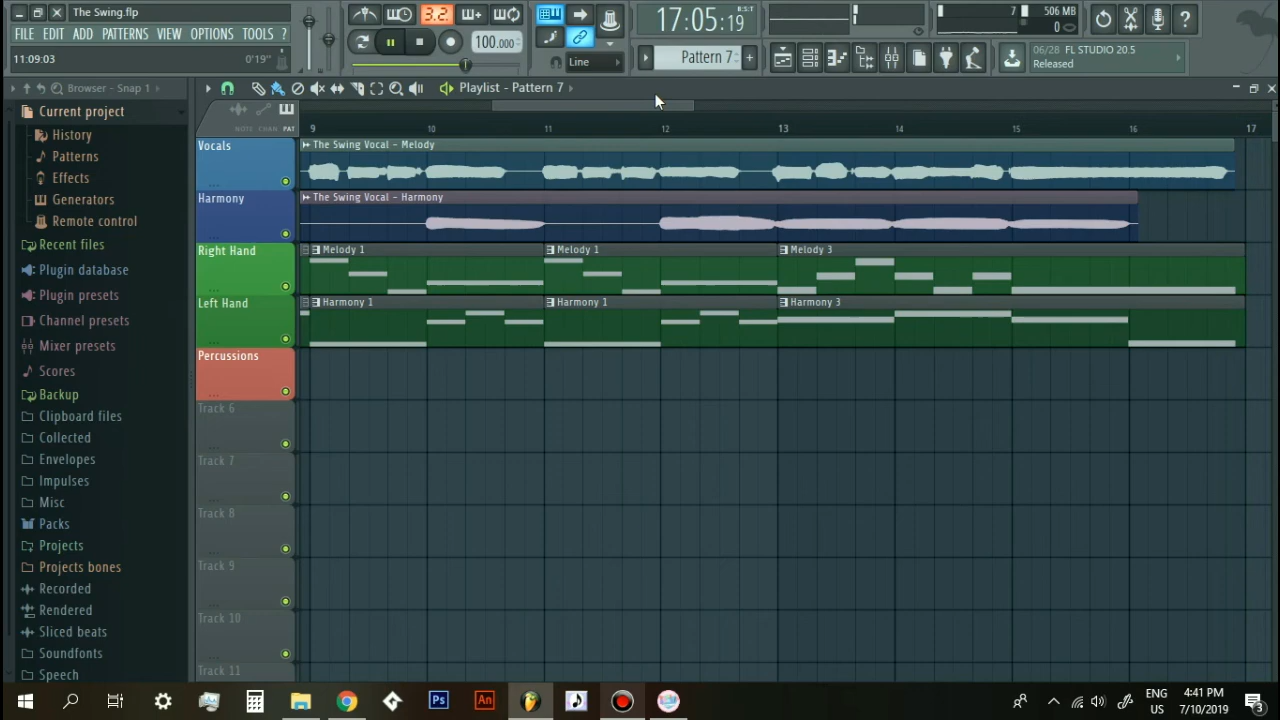 The Swing.flp
FILE EDIT ADD PATTERNS VIEW OPTIONS TOOLS ?
11:09:03 0'19"
3.2.
100.000
17:05:19
Line
Pattern 7
7 506 MB
0
06/28 FL STUDIO 20.5
Released
Browser - Snap 1
Playlist - Pattern 7
NOTE CHAN PAT
9 10 11 12 13 14 15 16 17
Current project
History
Patterns
Effects
Generators
Remote control
Recent files
Plugin database
Plugin presets
Channel presets
Mixer presets
Scores
Backup
Clipboard files
Collected
Envelopes
Impulses
Misc
Packs
Projects
Projects bones
Recorded
Rendered
Sliced beats
Soundfonts
Speech
Vocals
The Swing Vocal - Melody
Harmony
The Swing Vocal - Harmony
Right Hand
Melody 1 Melody 1 Melody 3
Left Hand
Harmony 1 Harmony 1 Harmony 3
Percussions
Track 6
Track 7
Track 8
Track 9
Track 10
Track 11
Ps An
ENG
US
4:41 PM
7/10/2019
3